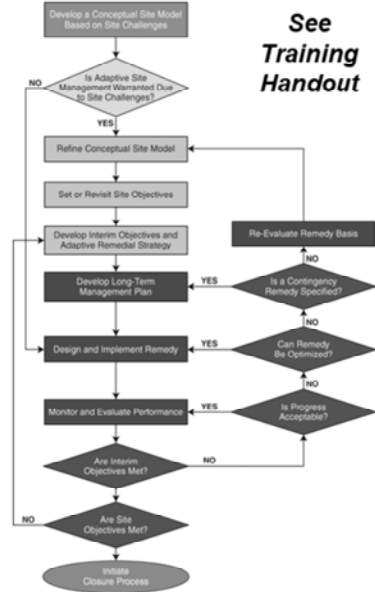 Develop a Conceptual Site Model
Based on Site Challenges
See
Training
Handout
NO
Is Adaptive Site
Management Warranted Due
to Site Challenges?
YES
Refine Conceptual Site Model
Set or Revisit Site Objectives
Develop Interim Objectives and
Adaptive Remedial Strategy
Re-Evaluate Remedy Basis
NO
Develop Long-Term
Management Plan
YES
Is a Contingency
Remedy Specified?
NO
Design and Implement Remedy
YES
Can Remedy
Be Optimized?
NO
Monitor and Evaluate Performance
YES
Is Progress
Acceptable?
Are Interim
Objectives Met?
NO
NO
Are Site
Objectives Met?
Initiate
Closure Process